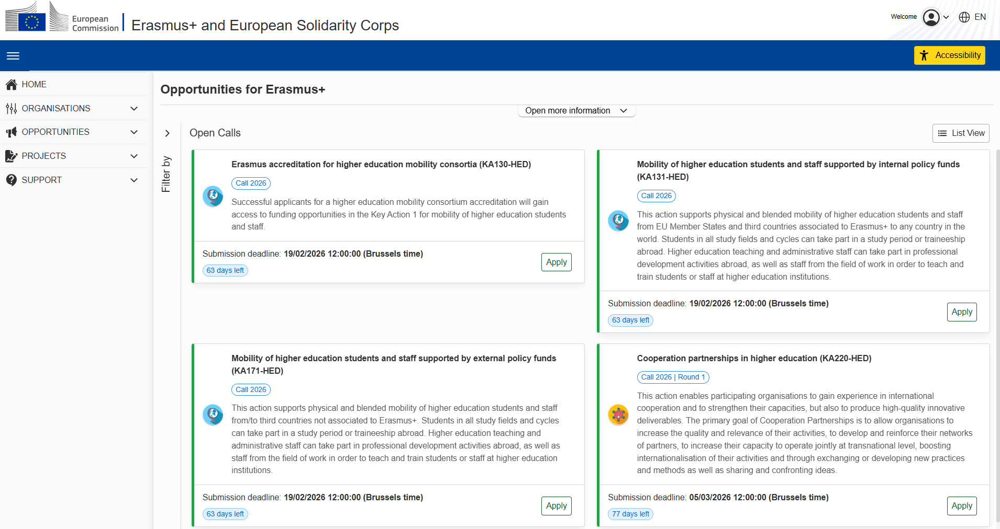 European
Commission
Erasmus+ and European Solidarity Corps
Welcome
EN
Accessibility
HOME
ORGANISATIONS
OPPORTUNITIES
PROJECTS
SUPPORT
Opportunities for Erasmus+
Open more information
Filter by
Open Calls
List View
Erasmus accreditation for higher education mobility consortia (KA130-HED)
Call 2026
Successful applicants for a higher education mobility consortium accreditation will gain
access to funding opportunities in the Key Action 1 for mobility of higher education students
and staff.
Submission deadline: 19/02/2026 12:00:00 (Brussels time)
63 days left
Apply
Mobility of higher education students and staff supported by internal policy funds
(KA131-HED)
Call 2026
This action supports physical and blended mobility of higher education students and staff
from EU Member States and third countries associated to Erasmus+ to any country in the
world. Students in all study fields and cycles can take part in a study period or traineeship
abroad. Higher education teaching and administrative staff can take part in professional
development activities abroad, as well as staff from the field of work in order to teach and
train students or staff at higher education institutions.
Submission deadline: 19/02/2026 12:00:00 (Brussels time)
63 days left
Apply
Mobility of higher education students and staff supported by external policy funds
(KA171-HED)
Call 2026
This action supports physical and blended mobility of higher education students and staff
from/to third countries not associated to Erasmus+. Students in all study fields and cycles
can take part in a study period or traineeship abroad. Higher education teaching and
administrative staff can take part in professional development activities abroad, as well as
staff from the field of work in order to teach and train students or staff at higher education
institutions.
Submission deadline: 19/02/2026 12:00:00 (Brussels time)
63 days left
Apply
Cooperation partnerships in higher education (KA220-HED)
Call 2026 | Round 1
This action enables participating organisations to gain experience in international
cooperation and to strengthen their capacities, but also to produce high-quality innovative
deliverables. The primary goal of Cooperation Partnerships is to allow organisations to
increase the quality and relevance of their activities, to develop and reinforce their networks
of partners, to increase their capacity to operate jointly at transnational level, boosting
internationalisation of their activities and through exchanging or developing new practices
and methods as well as sharing and confronting ideas.
Submission deadline: 05/03/2026 12:00:00 (Brussels time)
77 days left
Apply